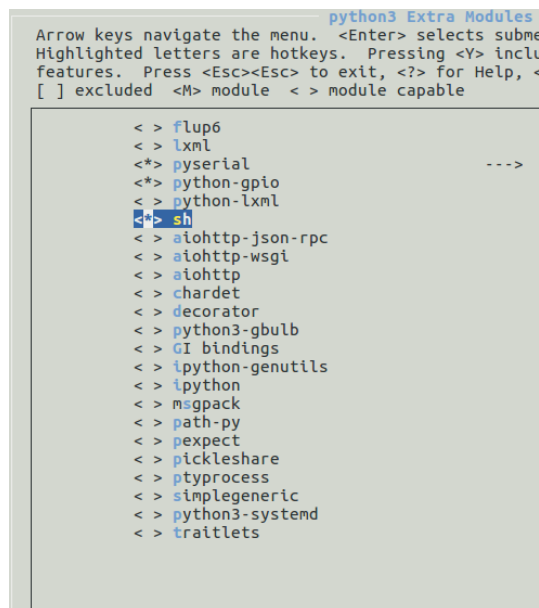 python3 Extra Modules
Arrow keys navigate the menu. <Enter> selects subme
Highlighted letters are hotkeys. Pressing <Y> inclu
features. Press <Esc><Esc> to exit, <?> for Help, <
[ ] excluded <M> module < > module capable
< > flup6
< > lxml
<*> pyserial --->
<*> python-gpio
< > python-lxml
<*> sh
< > aiohttp-json-rpc
< > aiohttp-wsgi
< > aiohttp
< > chardet
< > decorator
< > python3-gbulb
< > GI bindings
< > ipython-genutils
< > ipython
< > msgpack
< > path-py
< > pexpect
< > pickleshare
< > ptyprocess
< > simplegeneric
< > python3-systemd
< > traitlets